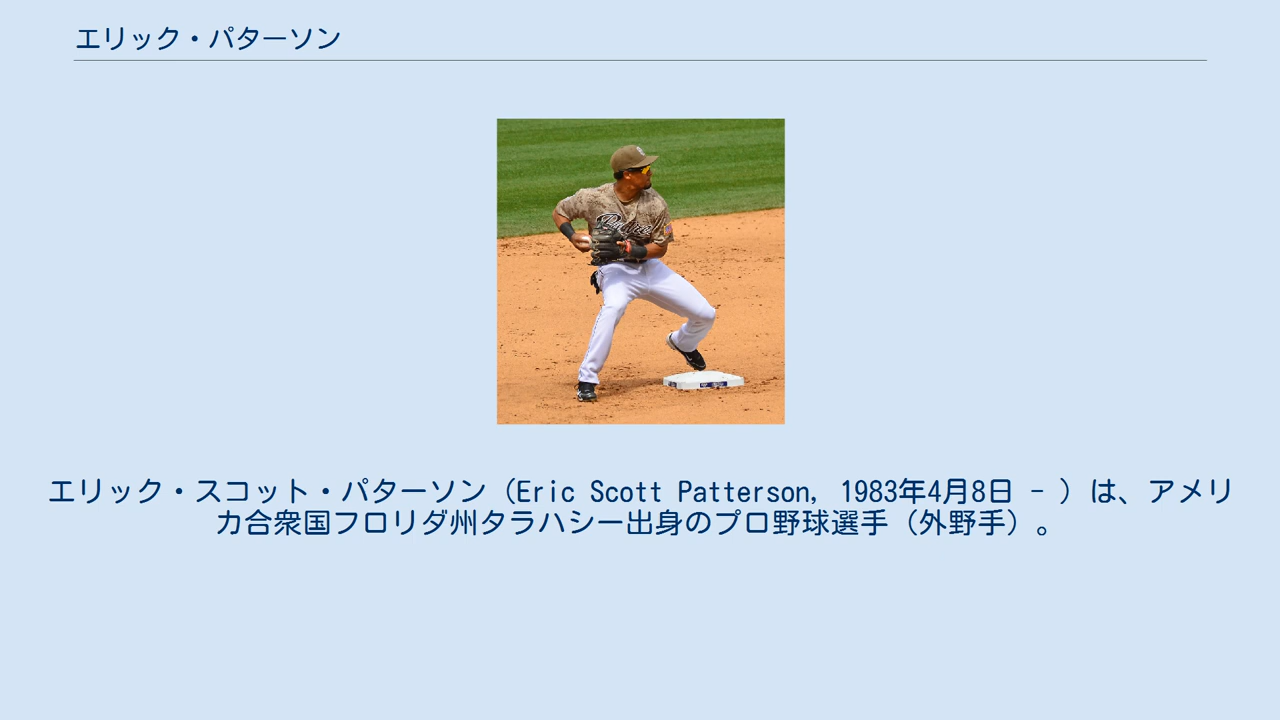 エリック・パターソン
エリック・スコット・パターソン（Eric Scott Patterson, 1983年4月8日 - ）は、アメリ
カ合衆国フロリダ州タラハシー出身のプロ野球選手（外野手）。